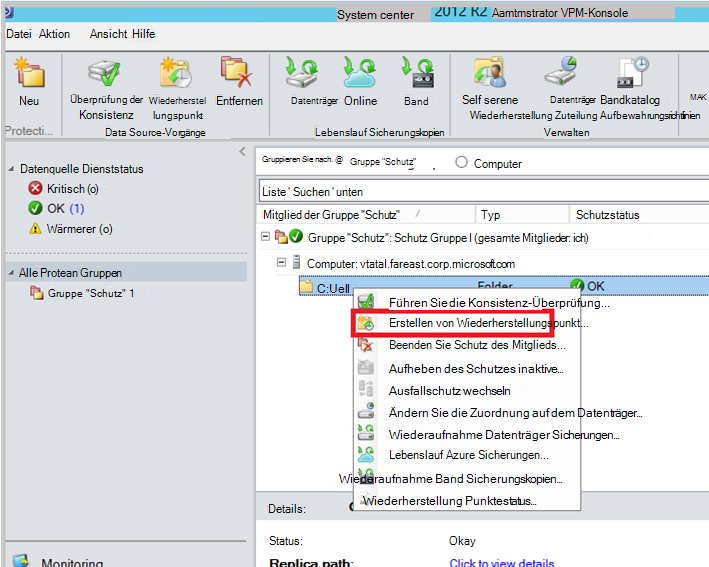 System center 2012 R2 Aamtmstrator VPM-Konsole
Datei Aktion Ansicht Hilfe
Neu
Überprüfung der Konsistenz
Wiederherstel lungspunkt
Entfernen
Datenträger Online Band
Self serene Wiederherstellung
Datenträger Zuteilung
Bandkatalog Aufbewahrungsrichtlinien
MAK
Protecti...
Data Source-Vorgänge
Lebenslauf Sicherungskopien
Verwalten
Datenquelle Dienststatus
Kritisch (o)
OK (1)
Wärmerer (o)
Alle Protean Gruppen
Gruppe "Schutz" 1
Monitoring
Gruppieren Sie nach. @ Gruppe "Schutz" Computer
Liste ' Suchen ' unten
Mitglied der Gruppe "Schutz" / Typ Schutzstatus
Gruppe "Schutz": Schutz Gruppe I (gesamte Mitglieder: ich)
Computer: vtatal.fareast.corp.microsoft.com
C:Uell Folder OK
Führen Sie die Konsistenz-Überprüfung...
Erstellen von Wiederherstellungspunkt...
Beenden Sie Schutz des Mitglieds...
Aufheben des Schutzes inaktive...
Ausfallschutz wechseln
Ändern Sie die Zuordnung auf dem Datenträger...
Wiederaufnahme Datenträger Sicherungen...
Lebenslauf Azure Sicherungen...
Wiederaufnahme Band Sicherungskopien...
Wiederherstellung Punktestatus...
Details:
Status: Okay
Replica path: Click to view details